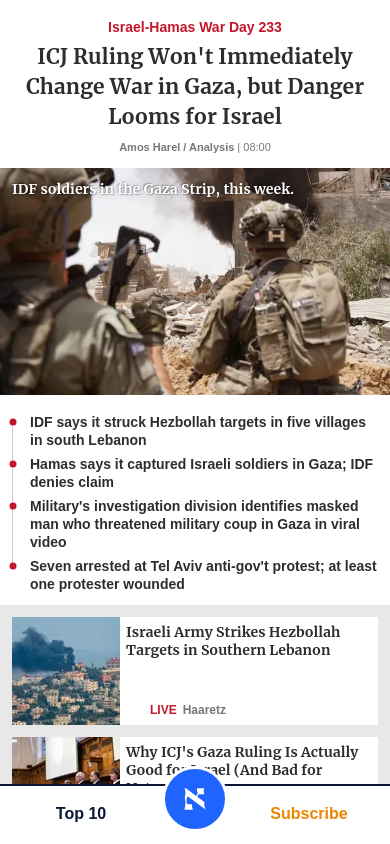 Israel-Hamas War Day 233
ICJ Ruling Won't Immediately
Change War in Gaza, but Danger
Looms for Israel
Amos Harel / Analysis | 08:00
IDF soldiers in the Gaza Strip, this week.
IDF says it struck Hezbollah targets in five villages
in south Lebanon
Hamas says it captured Israeli soldiers in Gaza; IDF
denies claim
Military's investigation division identifies masked
man who threatened military coup in Gaza in viral
video
Seven arrested at Tel Aviv anti-gov't protest; at least
one protester wounded
Israeli Army Strikes Hezbollah
Targets in Southern Lebanon
LIVE Haaretz
Why ICJ's Gaza Ruling Is Actually
Good for Israel (And Bad for
Top 10
Subscribe